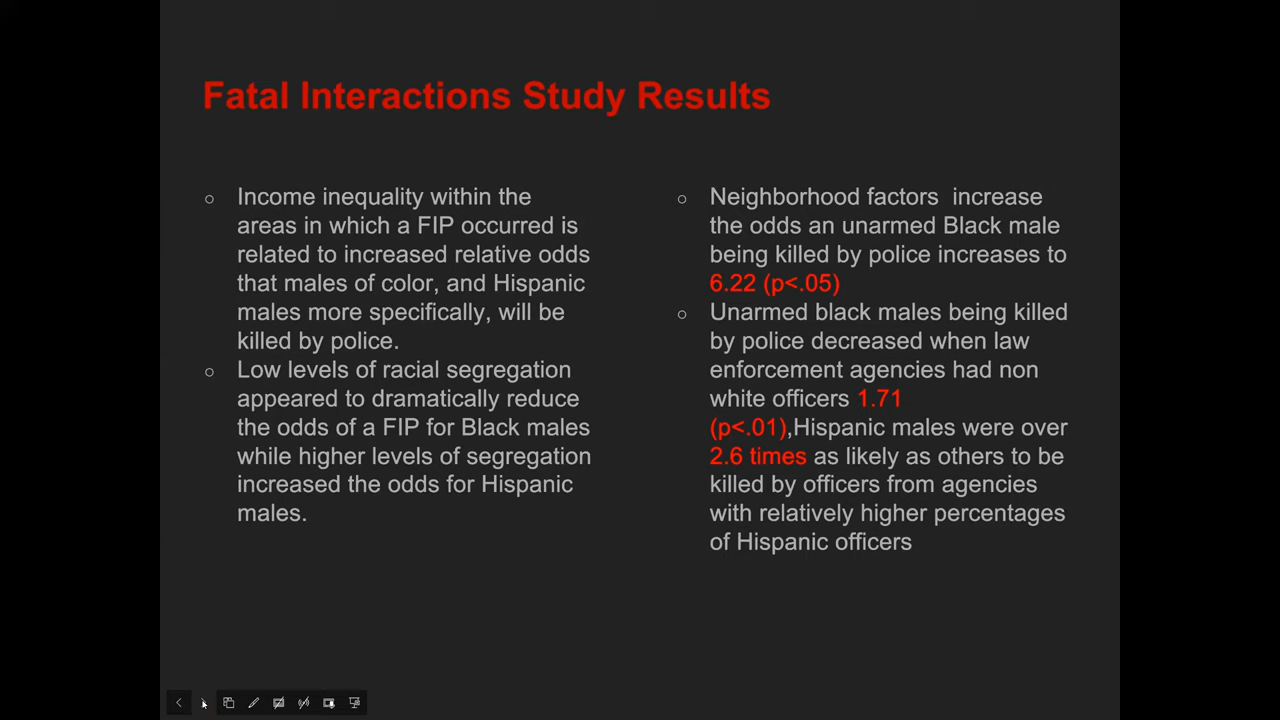 Fatal Interactions Study Results
Income inequality within the
areas in which a FIP occurred is
related to increased relative odds
that males of color, and Hispanic
males more specifically, will be
killed by police.
Low levels of racial segregation
appeared to dramatically reduce
the odds of a FIP for Black males
while higher levels of segregation
increased the odds for Hispanic
males.
Neighborhood factors  increase
the odds an unarmed Black male
being killed by police increases to
6.22 (p<.05)
Unarmed black males being killed
by police decreased when law
enforcement agencies had non
white officers 1.71
(p<.01),Hispanic males were over
2.6 times as likely as others to be
killed by officers from agencies
with relatively higher percentages
of Hispanic officers